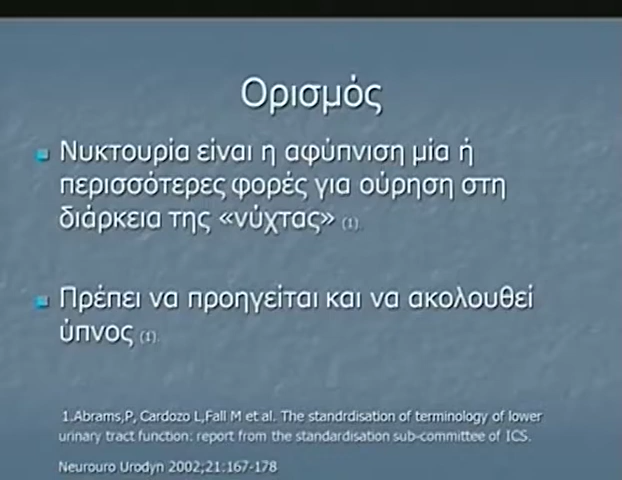 Ορισμός
Νυκτουρία είναι η αφύπνιση μία ή
περισσότερες φορές για ούρηση στη
διάρκεια της «νύχτας» (1).
Πρέπει να προηγείται και να ακολουθεί
ύπνος (1).
1.Abrams,P, Cardozo L,Fall M et al. The standrdisation of terminology of lower
urinary tract function: report from the standardisation sub-committee of ICS.
Neurouro Urodyn 2002;21:167-178